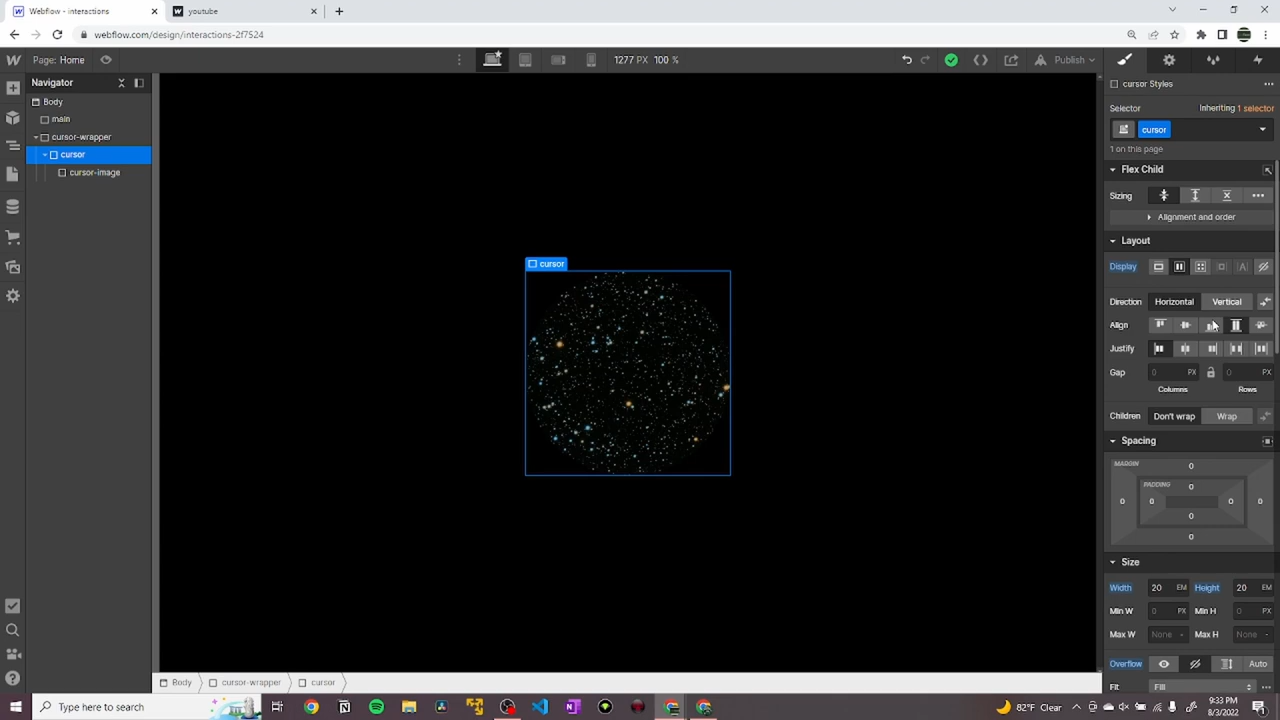 Webflow - interactions
youtube
webflow.com/design/interactions-2f7524
Page: Home
1277 PX 100 %
Publish
Navigator
Body
main
cursor-wrapper
cursor
cursor-image
cursor
cursor Styles
Selector
Inheriting 1 selector
cursor
1 on this page
Flex Child
Sizing
Alignment and order
Layout
Display
Direction
Horizontal
Vertical
Align
Justify
Gap
0 PX
0 PX
Columns
Rows
Children
Don't wrap
Wrap
Spacing
MARGIN
0
PADDING
0
0 0 0 0
0
0
Size
Width 20 EM Height 20 EM
Min W 0 PX Min H 0 PX
Max W None - Max H None -
Overflow
Auto
Fit Fill
Body
cursor-wrapper
cursor
Type here to search
82°F Clear
9:33 PM
8/3/2022